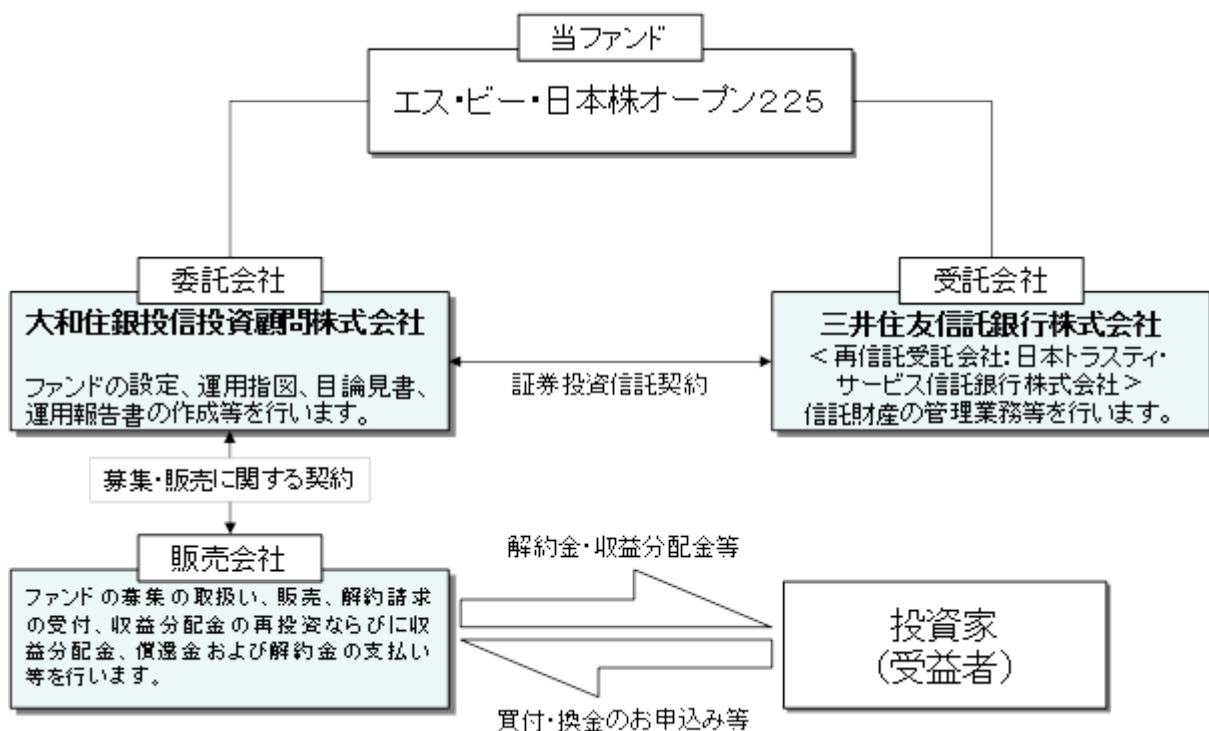 当ファンド
エス・ビー・日本株オープン225
委託会社
大和住銀投信投資顧問株式会社
ファンドの設定、運用指図、目論見書、
運用報告書の作成等を行います。
証券投資信託契約
受託会社
三井住友信託銀行株式会社
<再信託受託会社:日本トラスティ・
サービス信託銀行株式会社>
信託財産の管理業務等を行います。
募集・販売に関する契約
販売会社
ファンドの募集の取扱い、販売、解約請求
の受付、収益分配金の再投資ならびに収
益分配金、償還金および解約金の支払い
等を行います。
解約金・収益分配金等
買付・換金のお申込み等
投資家
(受益者)